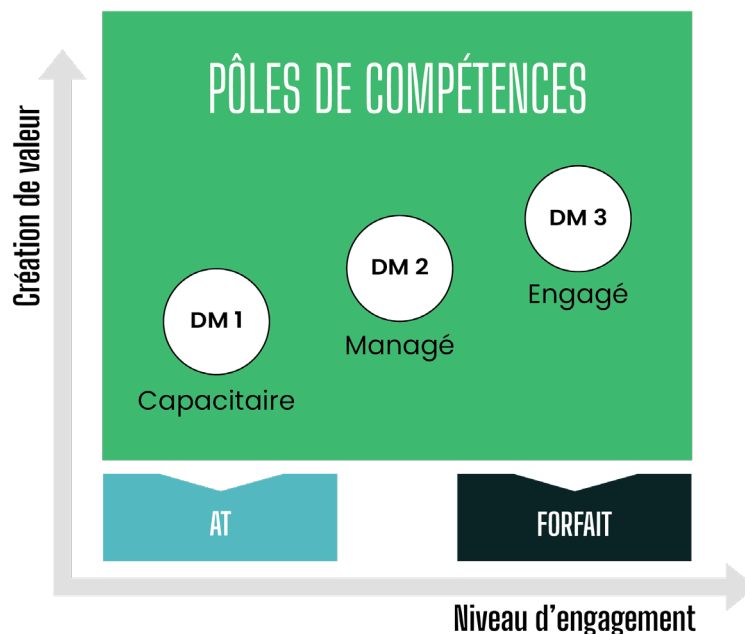 PÔLES DE COMPÉTENCES
Création de valeur
DM 3
Engagé
DM 2
Managé
DM 1
Capacitaire
AT
FORFAIT
Niveau d'engagement